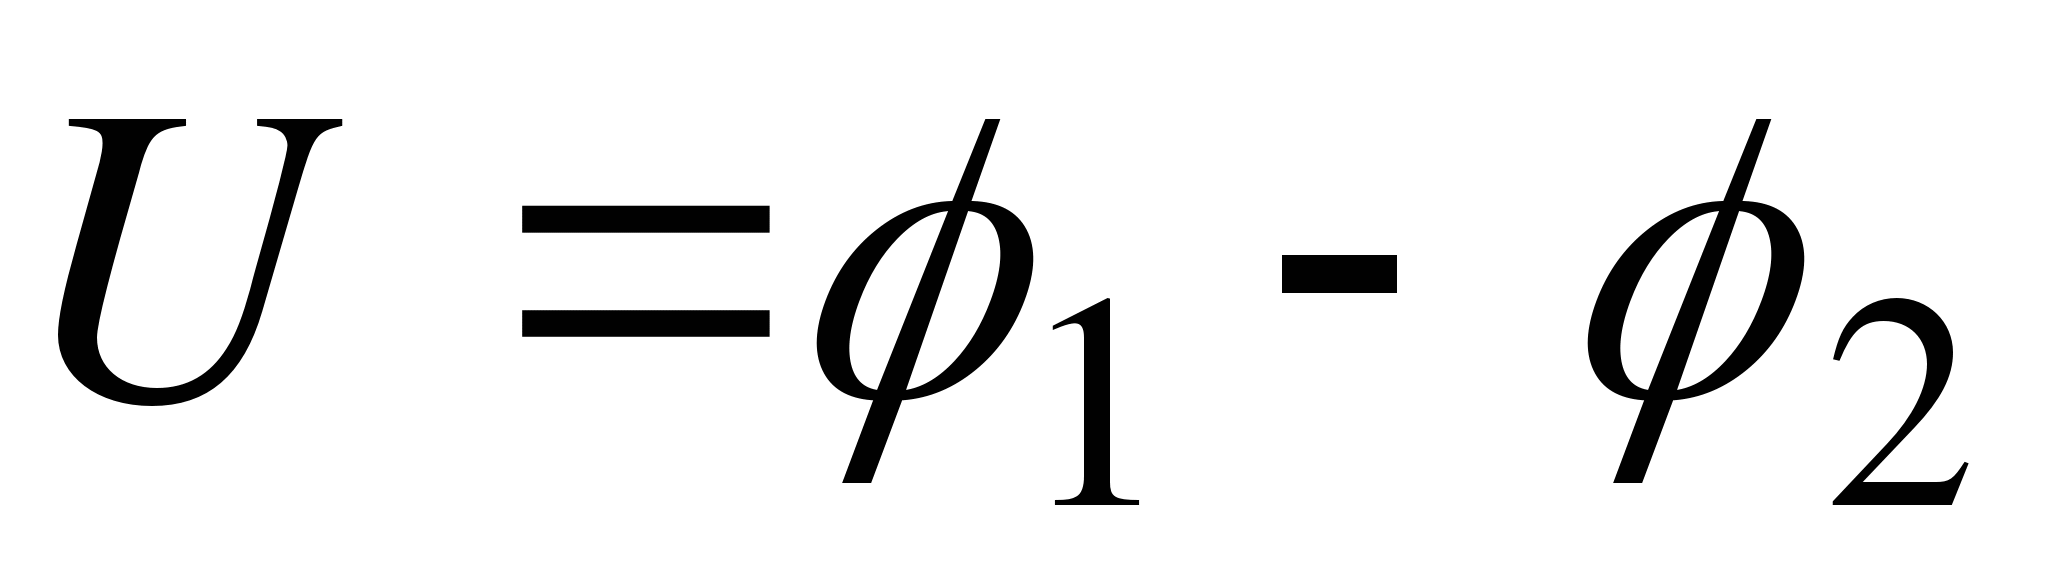 U = ϕ₁ - ϕ₂